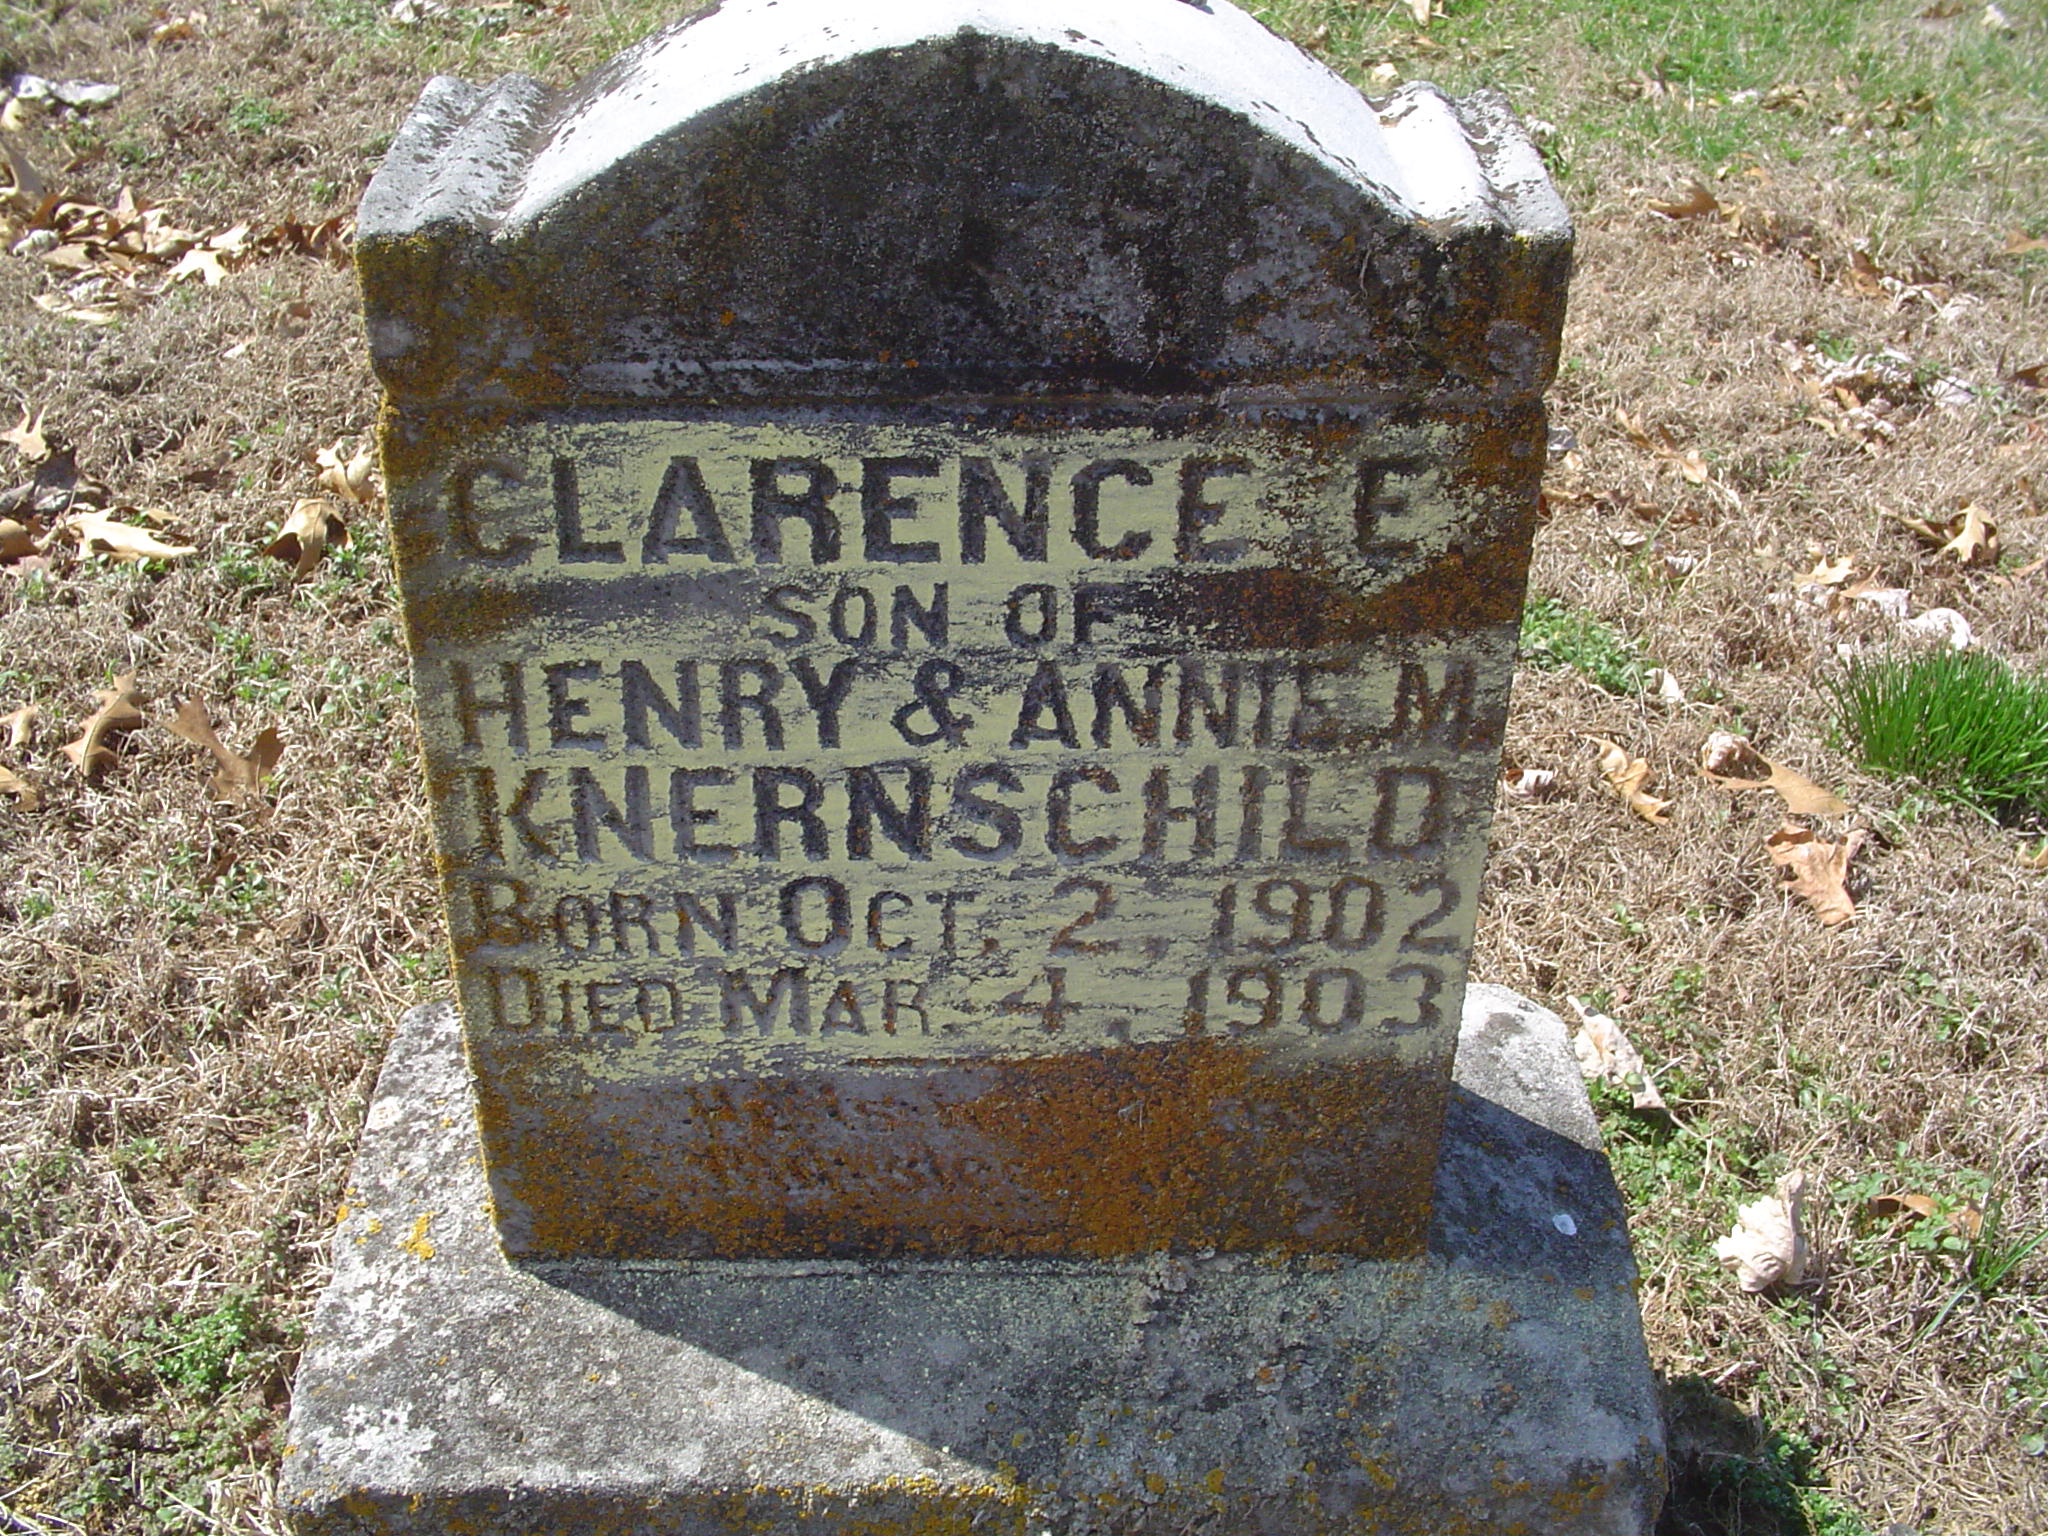 CLARENCE E.
SON OF
HENRY & ANNIE M.
KNERNSCHILD
BORN OCT. 2, 1902
DIED MAR. 4, 1903